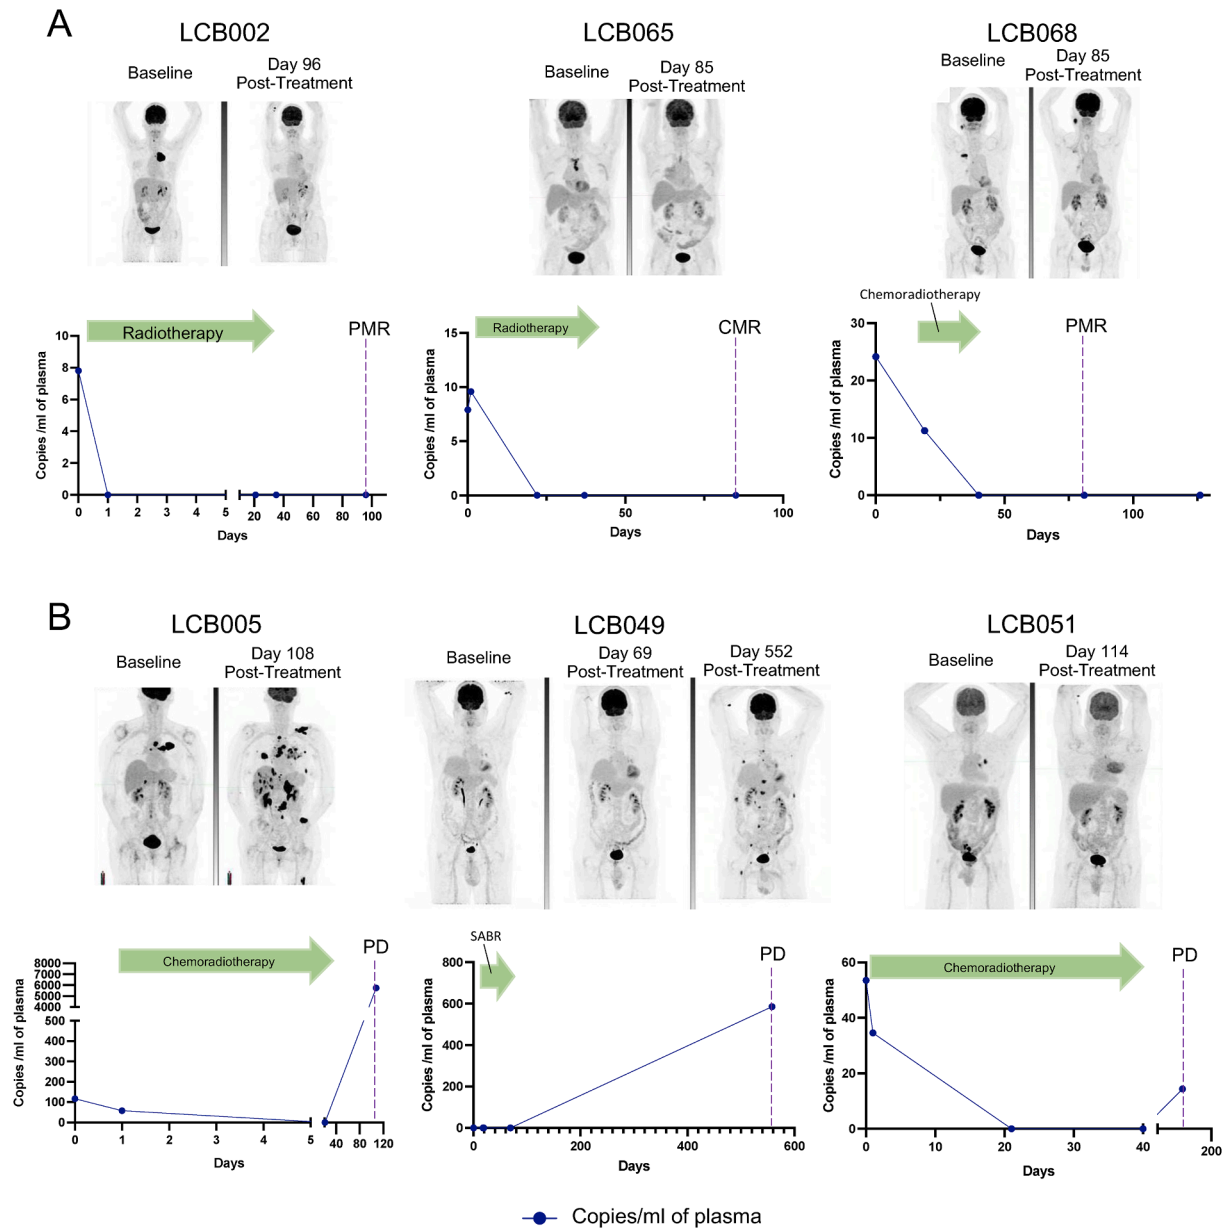 A
LCB002
LCB065
LCB068
Baseline
Day 96
Post-Treatment
Baseline
Day 85
Post-Treatment
Baseline
Day 85
Post-Treatment
Radiotherapy
PMR
Copies /ml of plasma
10
8
6
4
2
0
0 1 2 3 4 5 20 40 60 80 100
Days
Radiotherapy
CMR
Copies /ml of plasma
15
10
5
0
0 50 100
Days
Chemoradiotherapy
PMR
Copies /ml of plasma
30
20
10
0
0 50 100
Days
B
LCB005
LCB049
LCB051
Baseline
Day 108
Post-Treatment
Baseline
Day 69
Post-Treatment
Day 552
Post-Treatment
Baseline
Day 114
Post-Treatment
Chemoradiotherapy
PD
Copies /ml of plasma
8000
7000
6000
5000
4000
500
400
300
200
100
0
0 1 2 3 4 5 40 80 120
Days
SABR
PD
Copies /ml of plasma
800
600
400
200
0
0 200 400 600
Days
Chemoradiotherapy
PD
Copies /ml of plasma
60
40
20
0
0 10 20 30 40 200
Days
Copies/ml of plasma